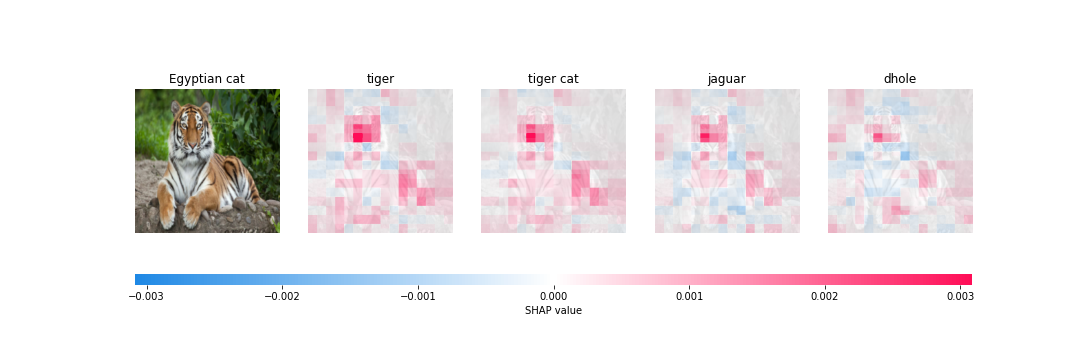 Egyptian cat
tiger
tiger cat
jaguar
dhole
−0.003
−0.002
−0.001
0.000
0.001
0.002
0.003
SHAP value